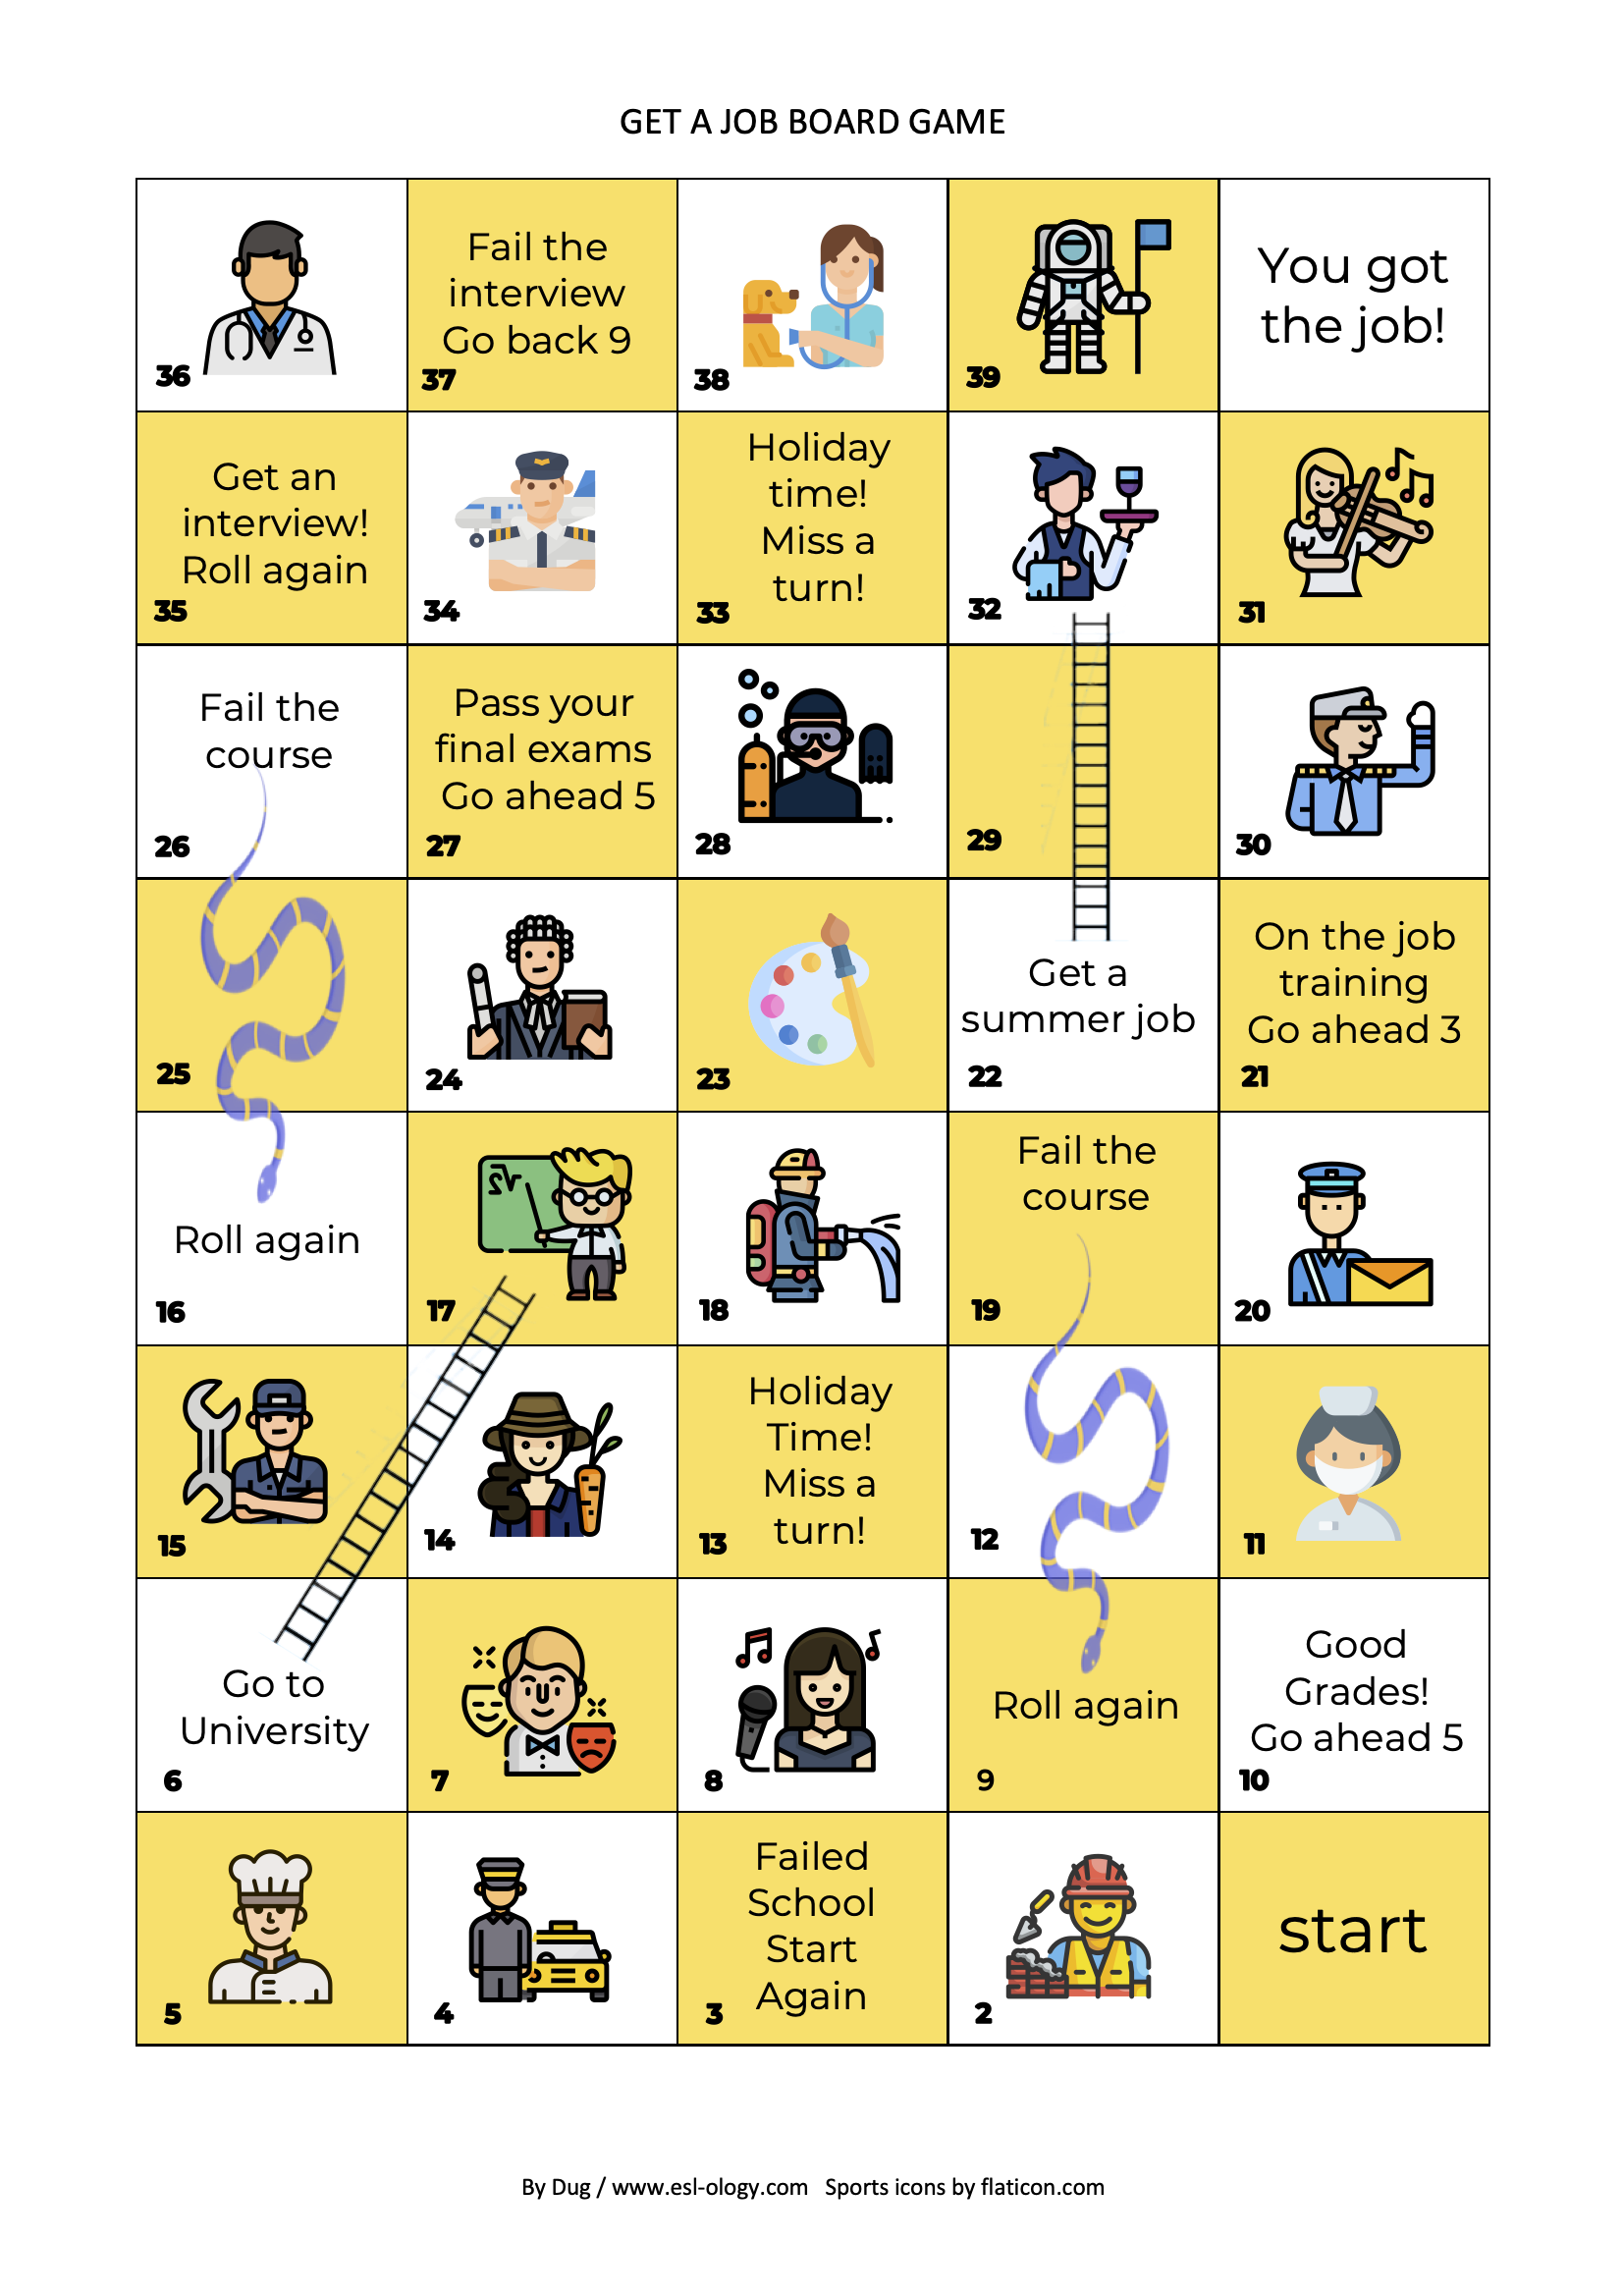 GET A JOB BOARD GAME
36
Fail the
interview
Go back 9
37
38
39
You got
the job!
Get an
interview!
Roll again
35
34
Holiday
time!
Miss a
turn!
33
32
31
Fail the
course
26
Pass your
final exams
Go ahead 5
27
28
29
30
25
24
23
Get a
summer job
22
On the job
training
Go ahead 3
21
Roll again
16
√2
17
18
Fail the
course
19
20
15
14
Holiday
Time!
Miss a
turn!
13
12
11
Go to
University
6
7
8
Roll again
9
Good
Grades!
Go ahead 5
10
5
4
Failed
School
Start
Again
3
2
start
By Dug / www.esl-ology.com   Sports icons by flaticon.com